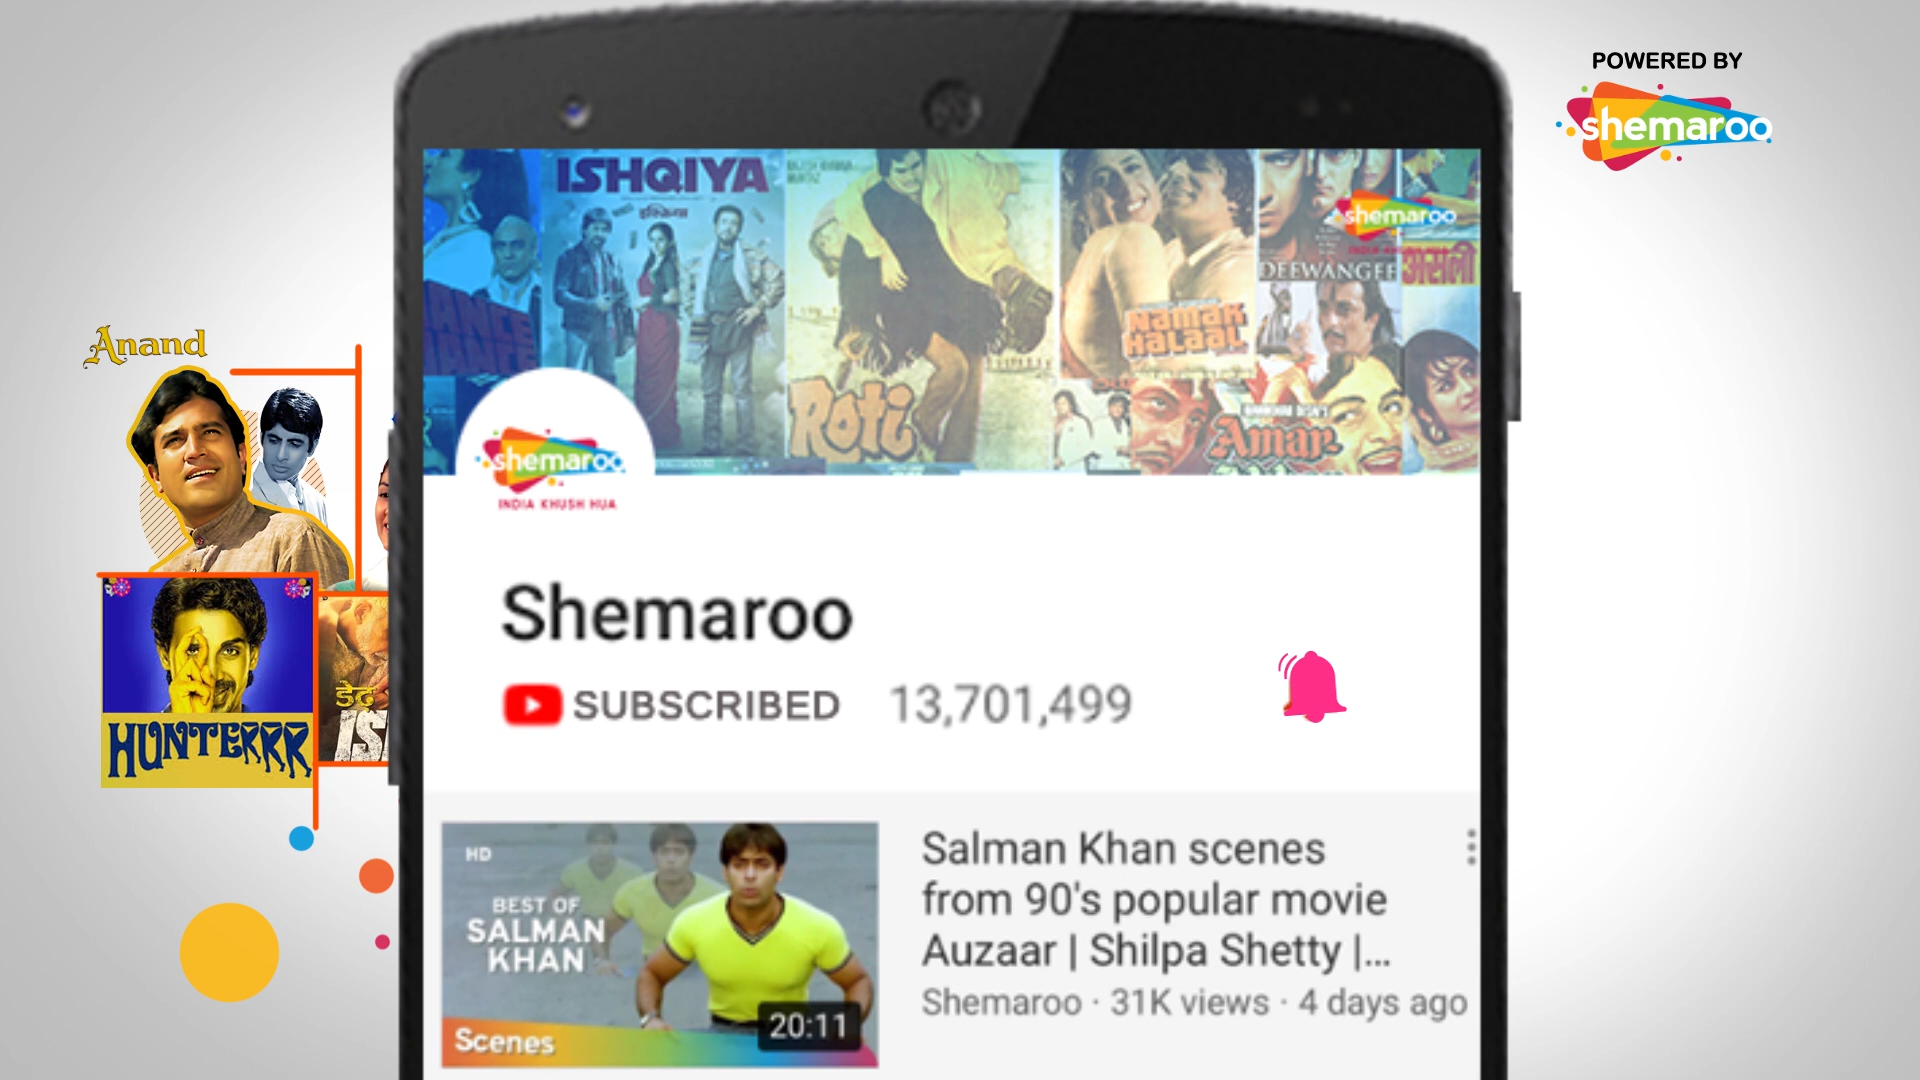 POWERED BY
shemaroo
ISHQIYA
इश्किया
shemaroo
DEEWANGEE
असली
NAMAK
HALAAL
Roti
Amar
Anand
shemaroo
INDIA KHUSH HUA
Shemaroo
SUBSCRIBED 13,701,499
HUNTERRR
डेढ़
HD
BEST OF
SALMAN
KHAN
20:11
Scenes
Salman Khan scenes
from 90's popular movie
Auzaar | Shilpa Shetty |...
Shemaroo · 31K views · 4 days ago